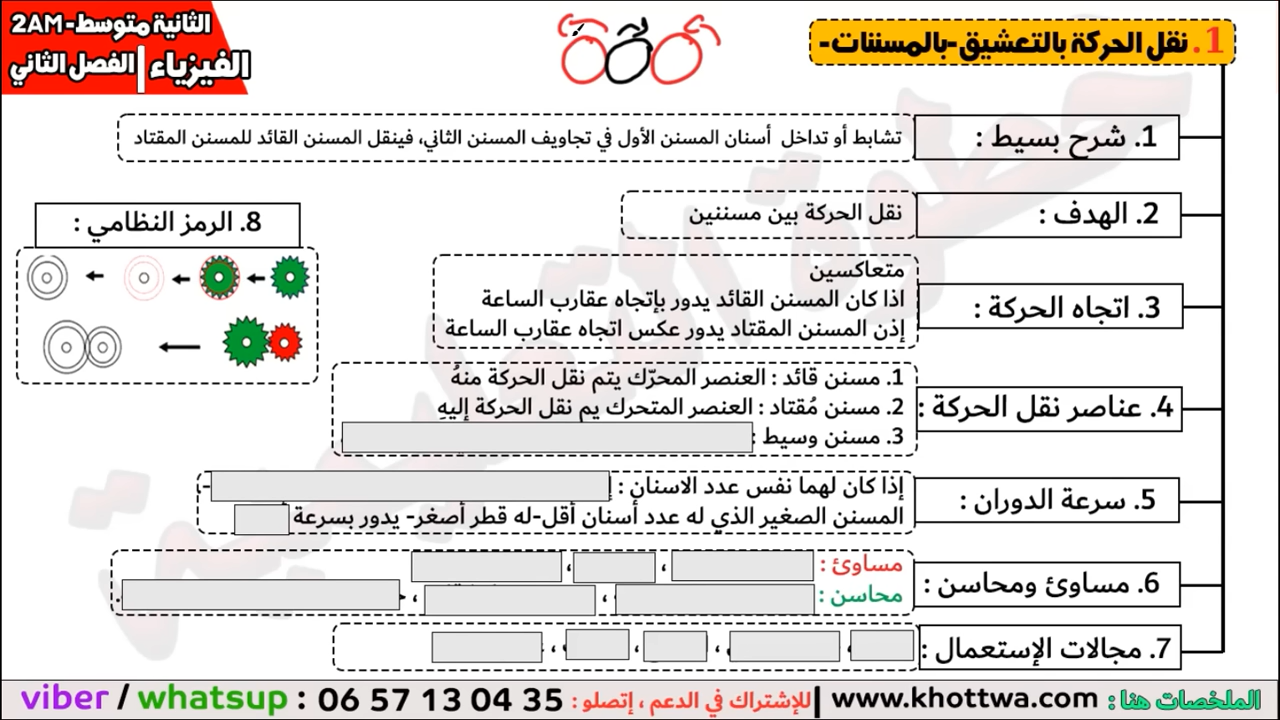 الثانية متوسط-2AM
الفيزياء | الفصل الثاني
1. نقل الحركة بالتعشيق-بالمسننات-
1. شرح بسيط :
تشابط أو تداخل أسنان المسنن الأول في تجاويف المسنن الثاني، فينقل المسنن القائد للمسنن المقتاد
2. الهدف :
نقل الحركة بين مسننين
3. اتجاه الحركة :
متعاكسين
اذا كان المسنن القائد يدور بإتجاه عقارب الساعة
إذن المسنن المقتاد يدور عكس اتجاه عقارب الساعة
4. عناصر نقل الحركة :
1. مسنن قائد : العنصر المحرّك يتم نقل الحركة منهُ
2. مسنن مُقتاد : العنصر المتحرك يم نقل الحركة إليهِ
3. مسنن وسيط :
5. سرعة الدوران :
إذا كان لهما نفس عدد الاسنان :
المسنن الصغير الذي له عدد أسنان أقل-له قطر أصغر- يدور بسرعة
6. مساوئ ومحاسن :
مساوئ : ، ،
محاسن : ، ، .
7. مجالات الإستعمال :
، ، ، ،
8. الرمز النظامي :
الملخصات هنا : www.khottwa.com | للإشتراك في الدعم ، إتصلو : viber / whatsup : 06 57 13 04 35
خطوة التعليمية